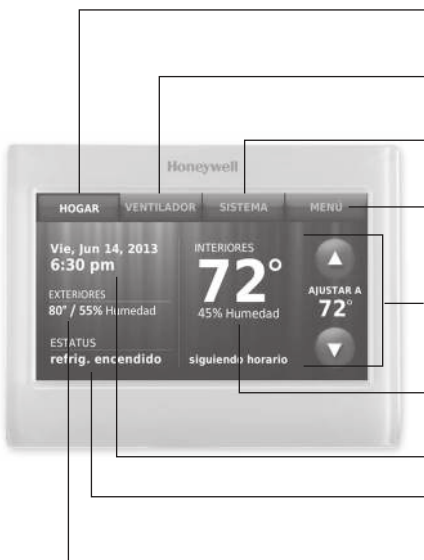 Honeywell
HOGAR
VENTILADOR
SISTEMA
MENÚ
Vie, Jun 14, 2013
6:30 pm
EXTERIORES
80° / 55% Humedad
ESTATUS
refrig. encendido
INTERIORES
72°
45% Humedad
siguiendo horario
AJUSTAR A
72°